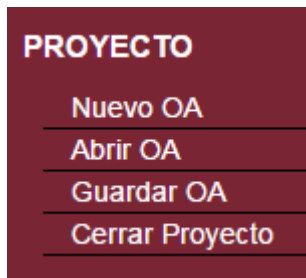 PROYECTO
Nuevo OA
Abrir OA
Guardar OA
Cerrar Proyecto